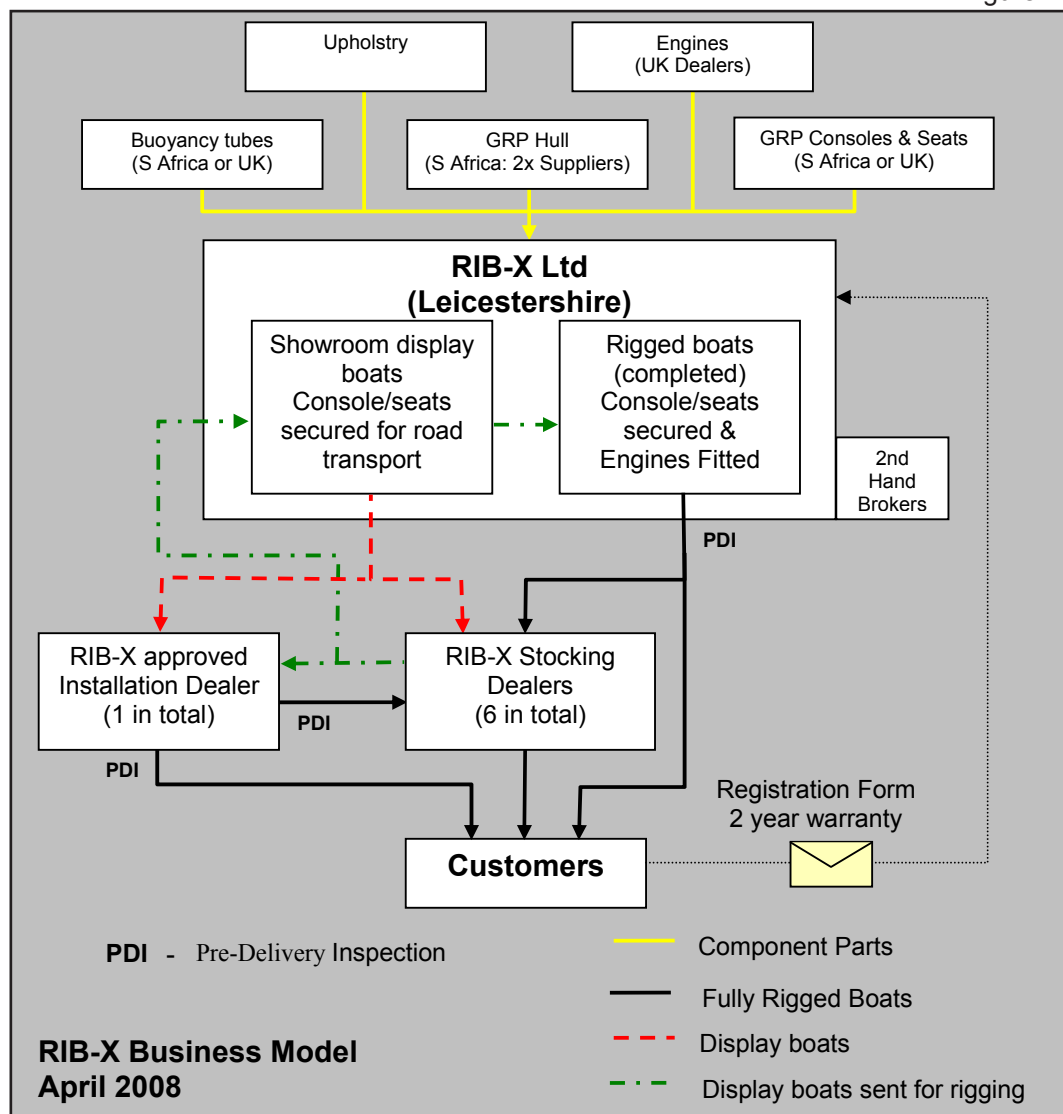 Upholstry
Engines
(UK Dealers)
Buoyancy tubes
(S Africa or UK)
GRP Hull
(S Africa: 2x Suppliers)
GRP Consoles & Seats
(S Africa or UK)
RIB-X Ltd
(Leicestershire)
Showroom display
boats
Console/seats
secured for road
transport
Rigged boats
(completed)
Console/seats
secured &
Engines Fitted
2nd
Hand
Brokers
PDI
RIB-X approved
Installation Dealer
(1 in total)
PDI
RIB-X Stocking
Dealers
(6 in total)
PDI
Registration Form
2 year warranty
Customers
PDI - Pre-Delivery Inspection
Component Parts
Fully Rigged Boats
Display boats
Display boats sent for rigging
RIB-X Business Model
April 2008